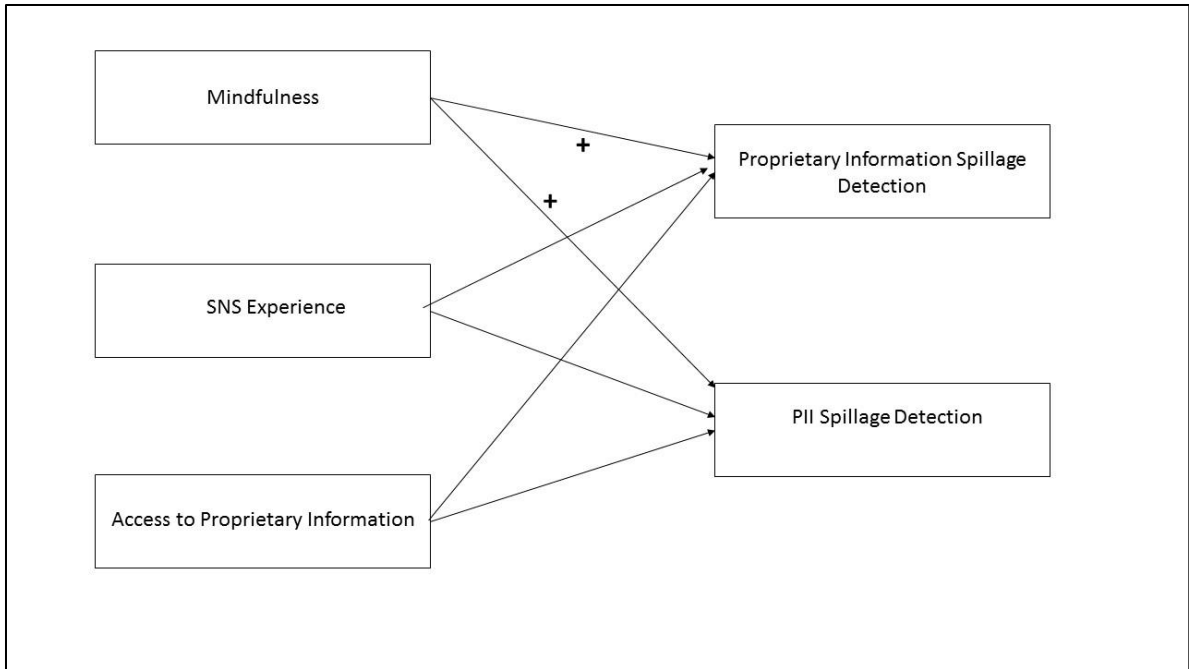 Mindfulness
+
Proprietary Information Spillage
Detection
+
SNS Experience
PII Spillage Detection
Access to Proprietary Information